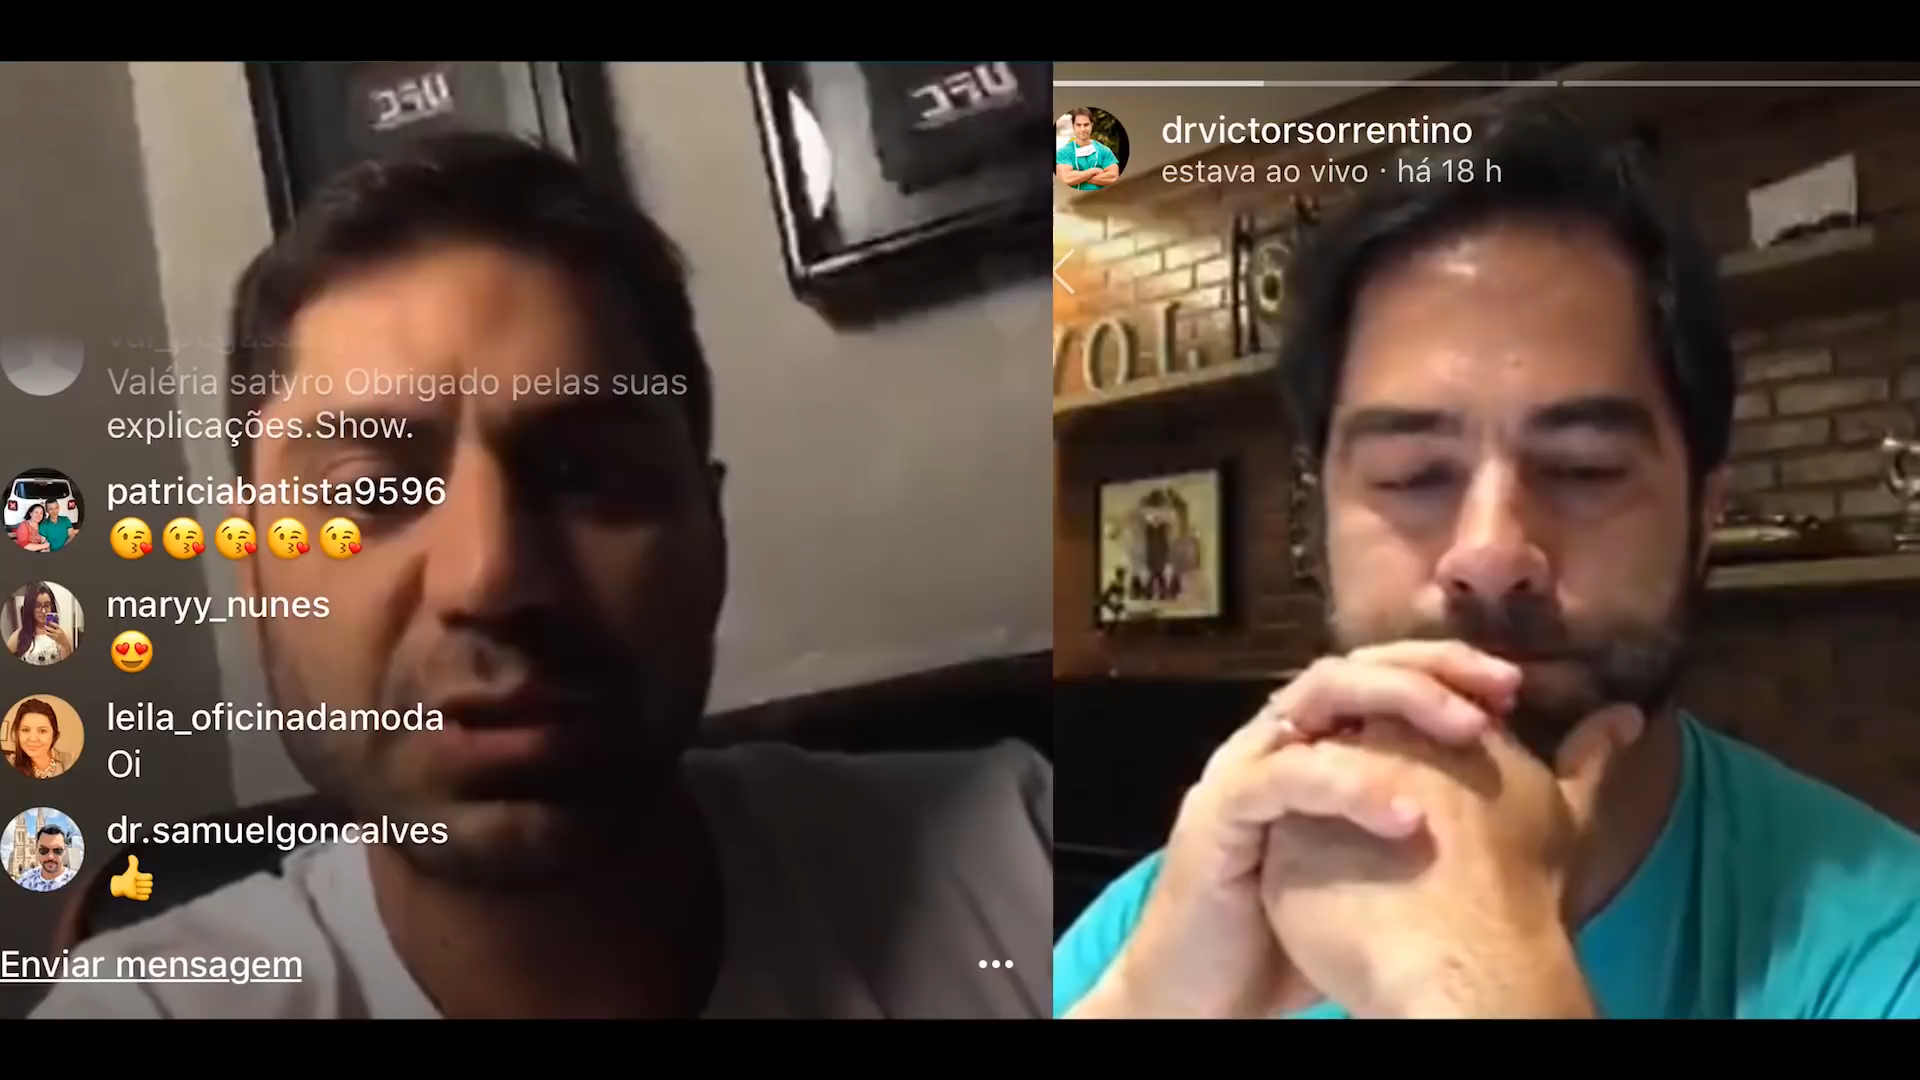 UFC
UFC
Valéria satyro Obrigado pelas suas
explicações.Show.
patriciabatista9596
😘😘😘😘😘
maryy_nunes
😍
leila_oficinadamoda
Oi
dr.samuelgoncalves
👍
Enviar mensagem
drvictorsorrentino
estava ao vivo · há 18 h